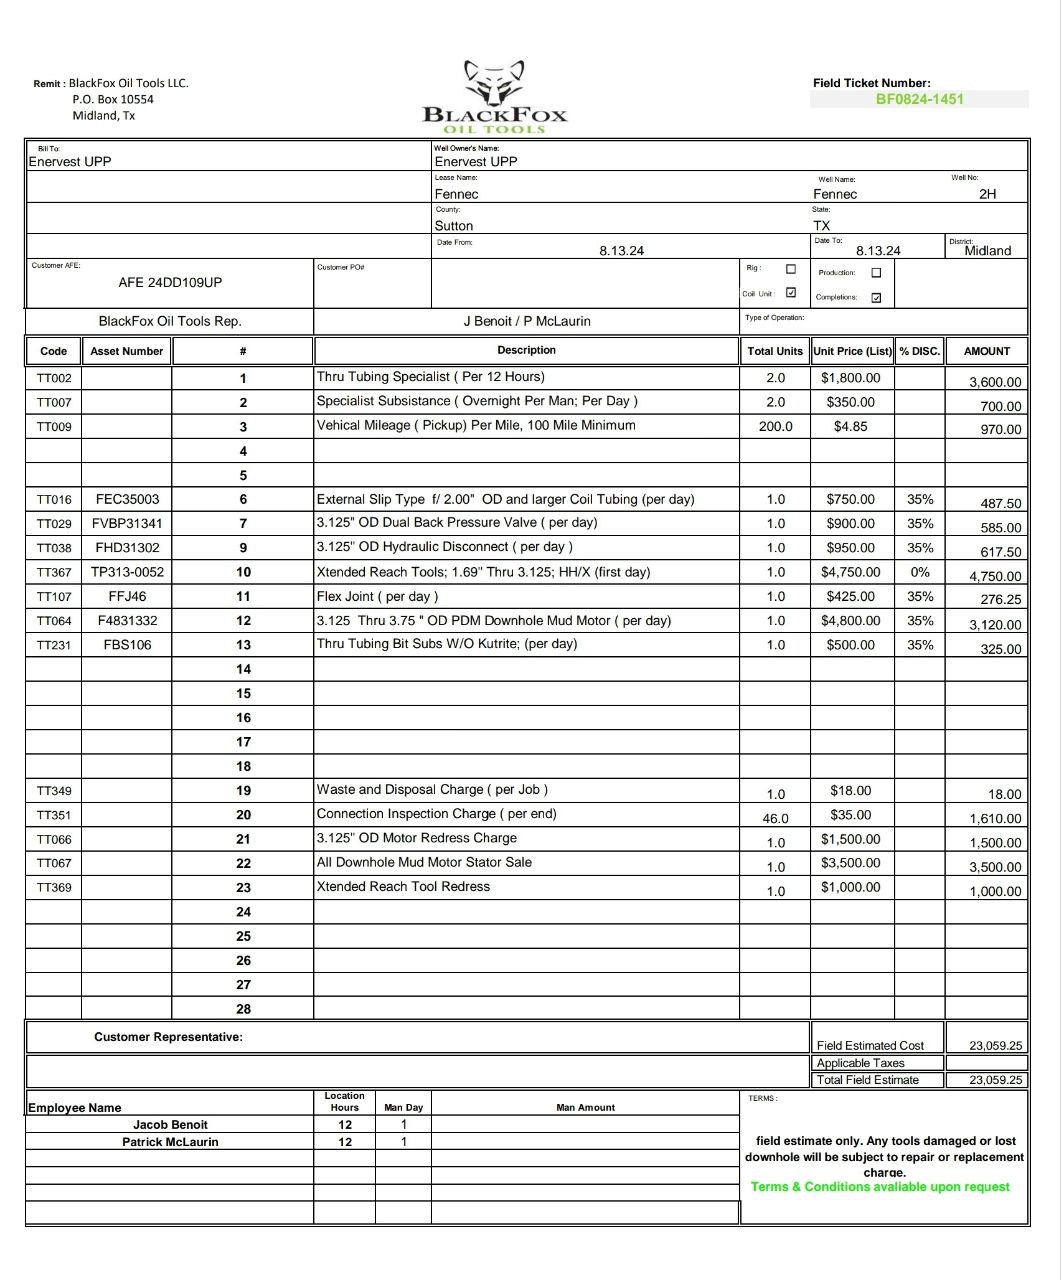 Remit : BlackFox Oil Tools LLC.
P.O. Box 10554
Midland, Tx
BLACKFOX
OIL TOOLS
Field Ticket Number:
BF0824-1451
Bill To:
Enervest UPP
Well Owner's Name:
Enervest UPP
Lease Name: Well Name: Well No:
Fennec Fennec 2H
County: State:
Sutton TX
Date From: 8.13.24 Date To: 8.13.24 District: Midland
Customer AFE: AFE 24DD109UP Customer PO#
Rig : ☐ Production: ☐
Coil Unit : ☑ Completions: ☑
BlackFox Oil Tools Rep. J Benoit / P McLaurin Type of Operation:
Code Asset Number # Description Total Units Unit Price (List) % DISC. AMOUNT
TT002 1 Thru Tubing Specialist ( Per 12 Hours) 2.0 $1,800.00 3,600.00
TT007 2 Specialist Subsistance ( Overnight Per Man; Per Day ) 2.0 $350.00 700.00
TT009 3 Vehical Mileage ( Pickup) Per Mile, 100 Mile Minimum 200.0 $4.85 970.00
4
5
TT016 FEC35003 6 External Slip Type f/ 2.00" OD and larger Coil Tubing (per day) 1.0 $750.00 35% 487.50
TT029 FVBP31341 7 3.125" OD Dual Back Pressure Valve ( per day) 1.0 $900.00 35% 585.00
TT038 FHD31302 9 3.125" OD Hydraulic Disconnect ( per day ) 1.0 $950.00 35% 617.50
TT367 TP313-0052 10 Xtended Reach Tools; 1.69" Thru 3.125; HH/X (first day) 1.0 $4,750.00 0% 4,750.00
TT107 FFJ46 11 Flex Joint ( per day ) 1.0 $425.00 35% 276.25
TT064 F4831332 12 3.125 Thru 3.75 " OD PDM Downhole Mud Motor ( per day) 1.0 $4,800.00 35% 3,120.00
TT231 FBS106 13 Thru Tubing Bit Subs W/O Kutrite; (per day) 1.0 $500.00 35% 325.00
14
15
16
17
18
TT349 19 Waste and Disposal Charge ( per Job ) 1.0 $18.00 18.00
TT351 20 Connection Inspection Charge ( per end) 46.0 $35.00 1,610.00
TT066 21 3.125" OD Motor Redress Charge 1.0 $1,500.00 1,500.00
TT067 22 All Downhole Mud Motor Stator Sale 1.0 $3,500.00 3,500.00
TT369 23 Xtended Reach Tool Redress 1.0 $1,000.00 1,000.00
24
25
26
27
28
Customer Representative:
Field Estimated Cost 23,059.25
Applicable Taxes
Total Field Estimate 23,059.25
Employee Name Location Hours Man Day Man Amount
Jacob Benoit 12 1
Patrick McLaurin 12 1
TERMS :
field estimate only. Any tools damaged or lost
downhole will be subject to repair or replacement
charge.
Terms & Conditions avaliable upon request